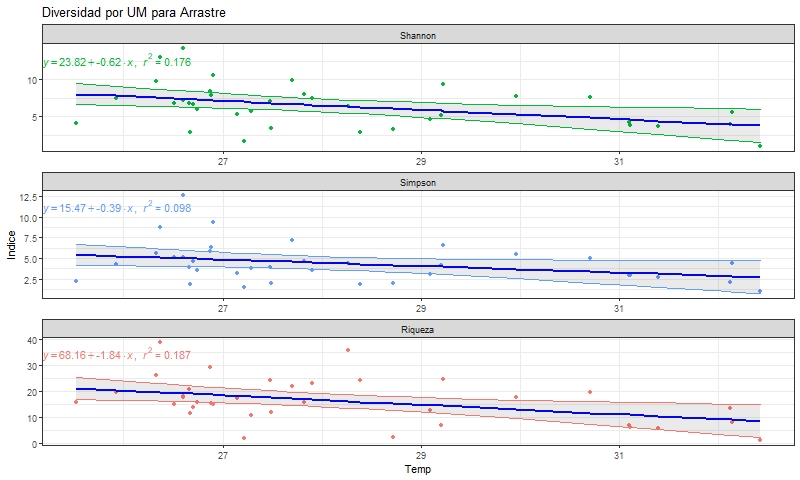 Diversidad por UM para Arrastre
Shannon
y = 23.82 + -0.62 · x, r² = 0.176
10
5
27 29 31
Simpson
y = 15.47 + -0.39 · x, r² = 0.098
12.5
10.0
7.5
5.0
2.5
27 29 31
Indice
Riqueza
y = 68.16 + -1.84 · x, r² = 0.187
40
30
20
10
0
27 29 31
Temp